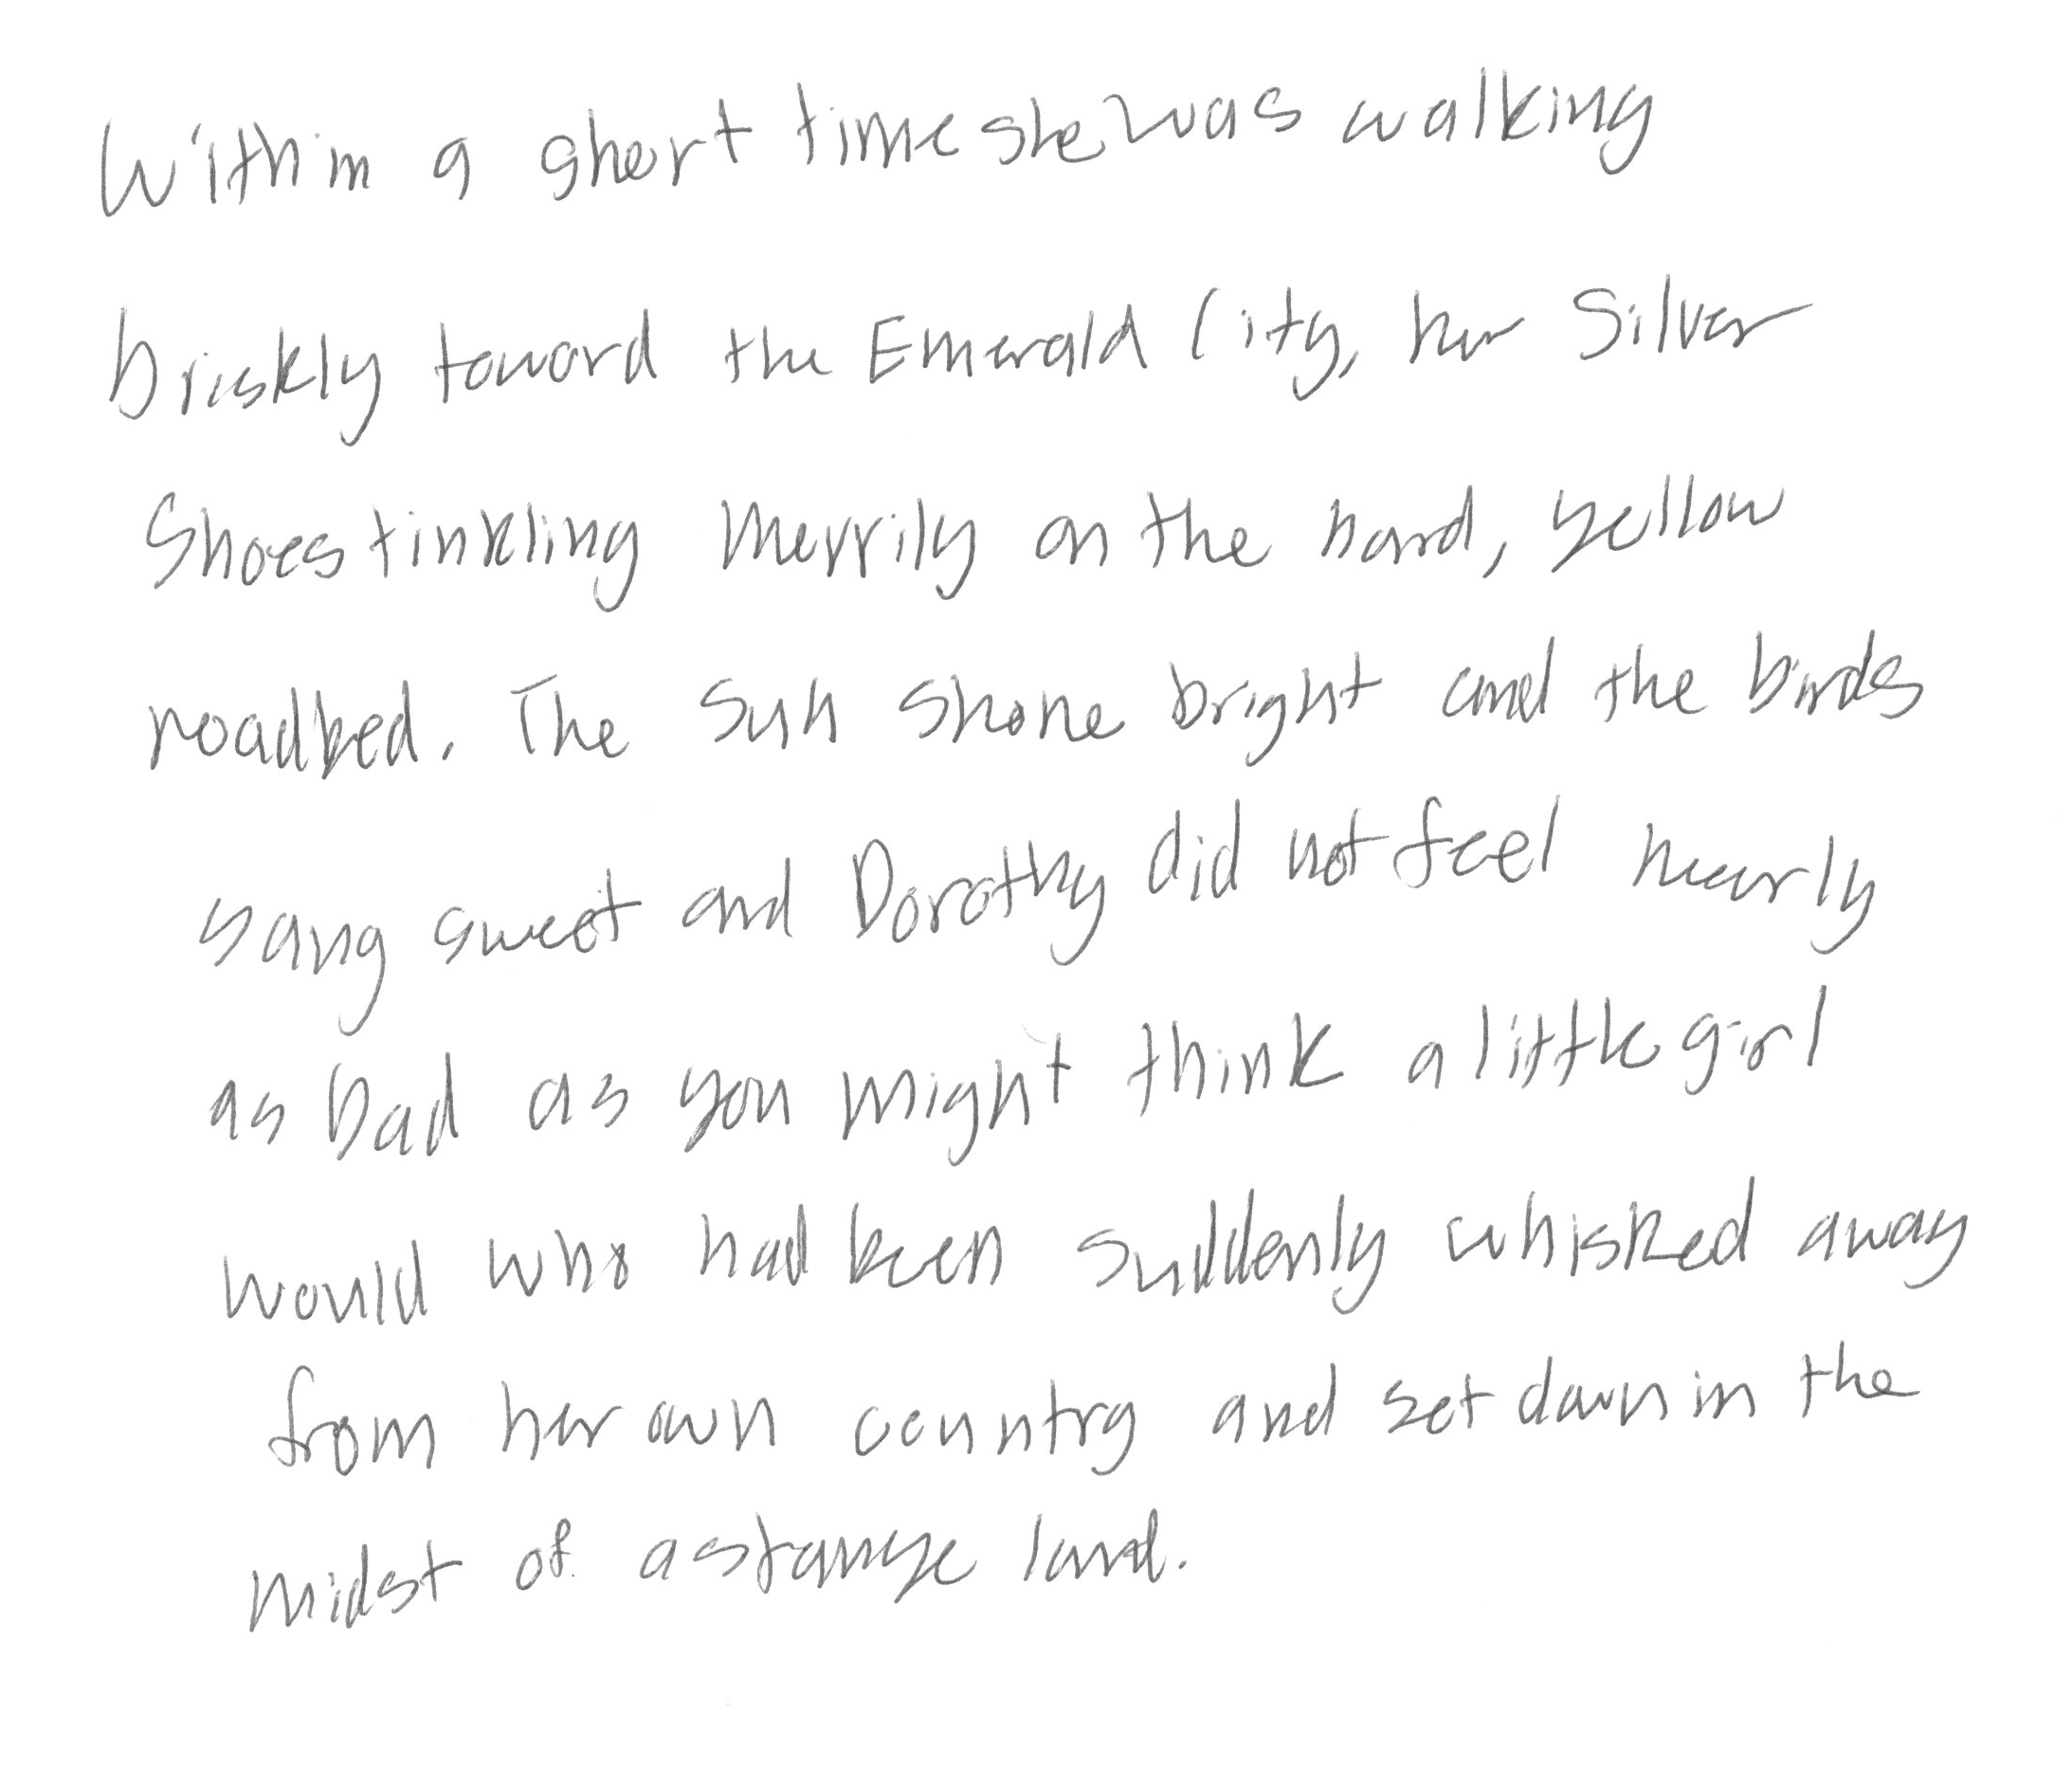 Within a short time she was walking
briskly toward the Emerald City, her Silver
Shoes tinkling merrily on the hard, yellow
roadbed. The sun shone bright and the birds
sang sweet and Dorothy did not feel nearly
as bad as you might think a little girl
would who had been suddenly whisked away
from her own country and set down in the
midst of a strange land.